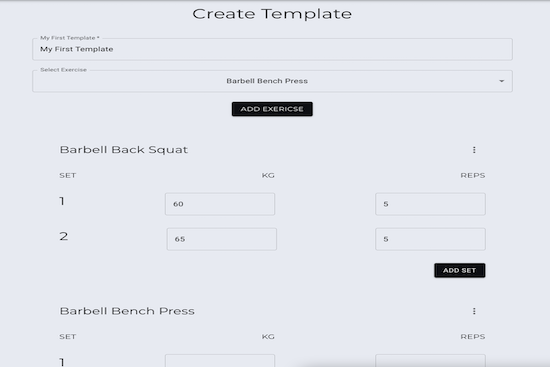 Create Template
My First Template *
My First Template
Select Exercise
Barbell Bench Press
ADD EXERICSE
Barbell Back Squat
SET KG REPS
1 60 5
2 65 5
ADD SET
Barbell Bench Press
SET KG REPS
1